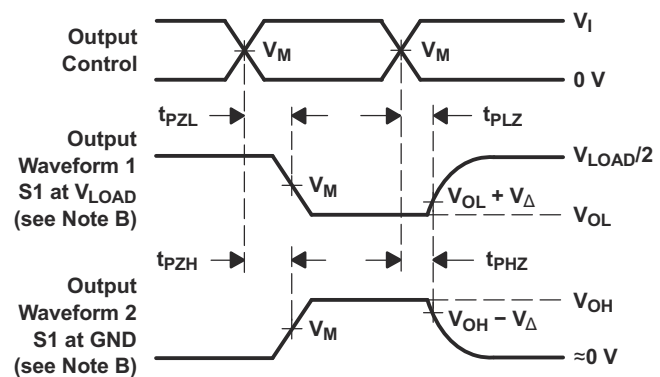 Output
Control
V_M
V_M
V_I
0 V
t_PZL
t_PLZ
Output
Waveform 1
S1 at V_LOAD
(see Note B)
V_M
V_OL + V_Δ
V_LOAD/2
V_OL
t_PZH
t_PHZ
Output
Waveform 2
S1 at GND
(see Note B)
V_M
V_OH − V_Δ
V_OH
≈0 V